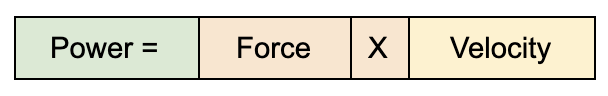 Power = Force X Velocity